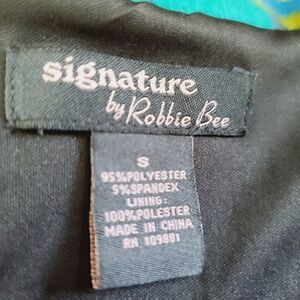 signature
by Robbie Bee
S
95%POLYESTER
5%SPANDEX
LINING:
100%POLESTER
MADE IN CHINA
RN 109881